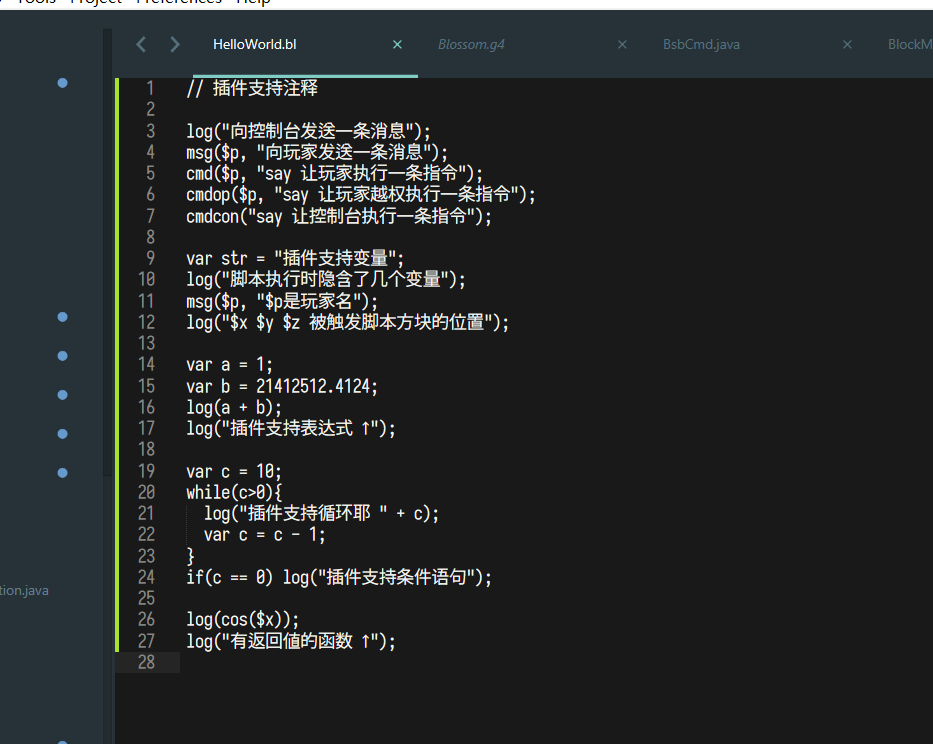 Tools Project Preferences Help
HelloWorld.bl × Blossom.g4 × BsbCmd.java × BlockM
1 // 插件支持注释
2
3 log("向控制台发送一条消息");
4 msg($p, "向玩家发送一条消息");
5 cmd($p, "say 让玩家执行一条指令");
6 cmdop($p, "say 让玩家越权执行一条指令");
7 cmdcon("say 让控制台执行一条指令");
8
9 var str = "插件支持变量";
10 log("脚本执行时隐含了几个变量");
11 msg($p, "$p是玩家名");
12 log("$x $y $z 被触发脚本方块的位置");
13
14 var a = 1;
15 var b = 21412512.4124;
16 log(a + b);
17 log("插件支持表达式 ↑");
18
19 var c = 10;
20 while(c>0){
21 log("插件支持循环耶 " + c);
22 var c = c - 1;
23 }
24 if(c == 0) log("插件支持条件语句");
25
tion.java
26 log(cos($x));
27 log("有返回值的函数 ↑");
28